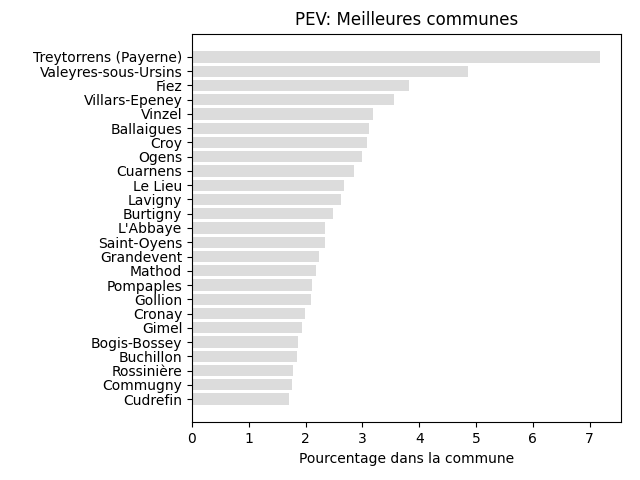 PEV: Meilleures communes
Treytorrens (Payerne)
Valeyres-sous-Ursins
Fiez
Villars-Epeney
Vinzel
Ballaigues
Croy
Ogens
Cuarnens
Le Lieu
Lavigny
Burtigny
L'Abbaye
Saint-Oyens
Grandevent
Mathod
Pompaples
Gollion
Cronay
Gimel
Bogis-Bossey
Buchillon
Rossinière
Commugny
Cudrefin
0 1 2 3 4 5 6 7
Pourcentage dans la commune